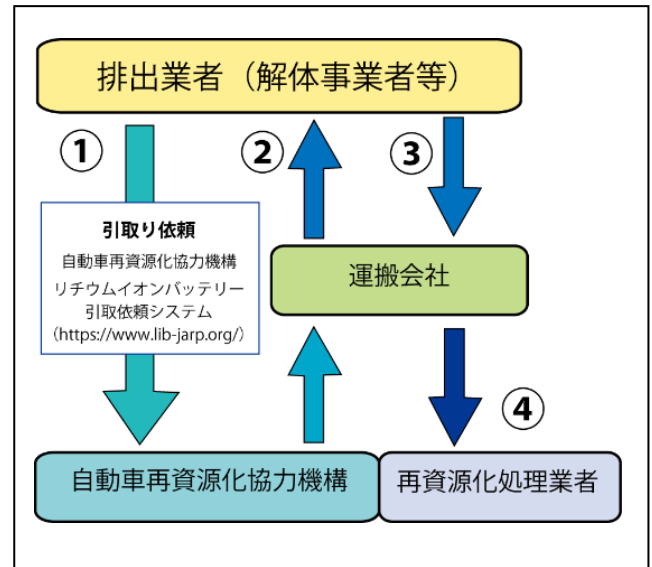 排出業者（解体事業者等）
①
②
③
引取り依頼
自動車再資源化協力機構
リチウムイオンバッテリー
引取依頼システム
（https://www.lib-jarp.org/）
運搬会社
④
自動車再資源化協力機構
再資源化処理業者